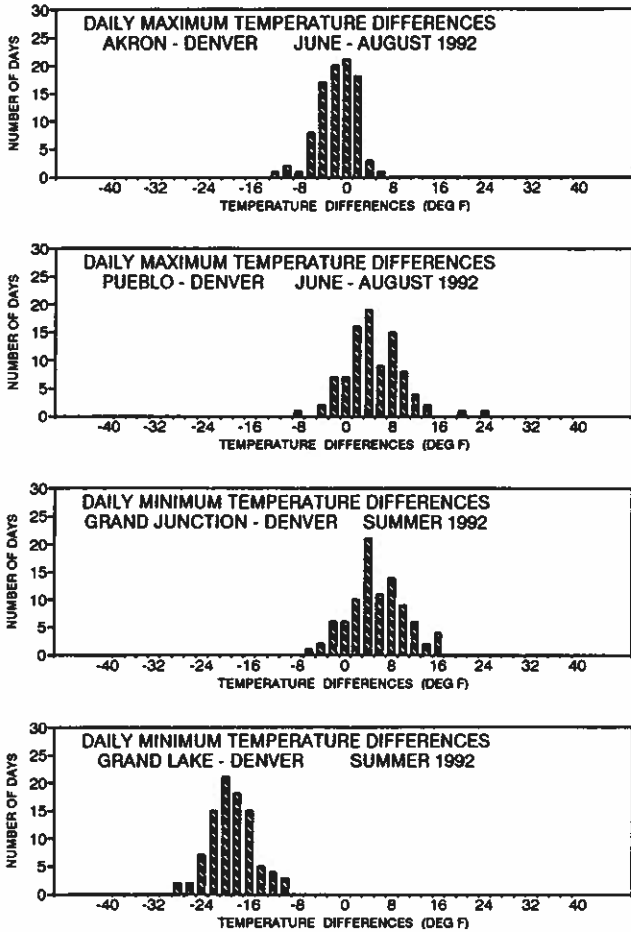 DAILY MAXIMUM TEMPERATURE DIFFERENCES
AKRON - DENVER JUNE - AUGUST 1992
NUMBER OF DAYS
30
25
20
15
10
5
0
-40 -32 -24 -16 -8 0 8 16 24 32 40
TEMPERATURE DIFFERENCES (DEG F)
DAILY MAXIMUM TEMPERATURE DIFFERENCES
PUEBLO - DENVER JUNE - AUGUST 1992
NUMBER OF DAYS
30
25
20
15
10
5
0
-40 -32 -24 -16 -8 0 8 16 24 32 40
TEMPERATURE DIFFERENCES (DEG F)
DAILY MINIMUM TEMPERATURE DIFFERENCES
GRAND JUNCTION - DENVER SUMMER 1992
NUMBER OF DAYS
30
25
20
15
10
5
0
-40 -32 -24 -16 -8 0 8 16 24 32 40
TEMPERATURE DIFFERENCES (DEG F)
DAILY MINIMUM TEMPERATURE DIFFERENCES
GRAND LAKE - DENVER SUMMER 1992
NUMBER OF DAYS
30
25
20
15
10
5
0
-40 -32 -24 -16 -8 0 8 16 24 32 40
TEMPERATURE DIFFERENCES (DEG F)